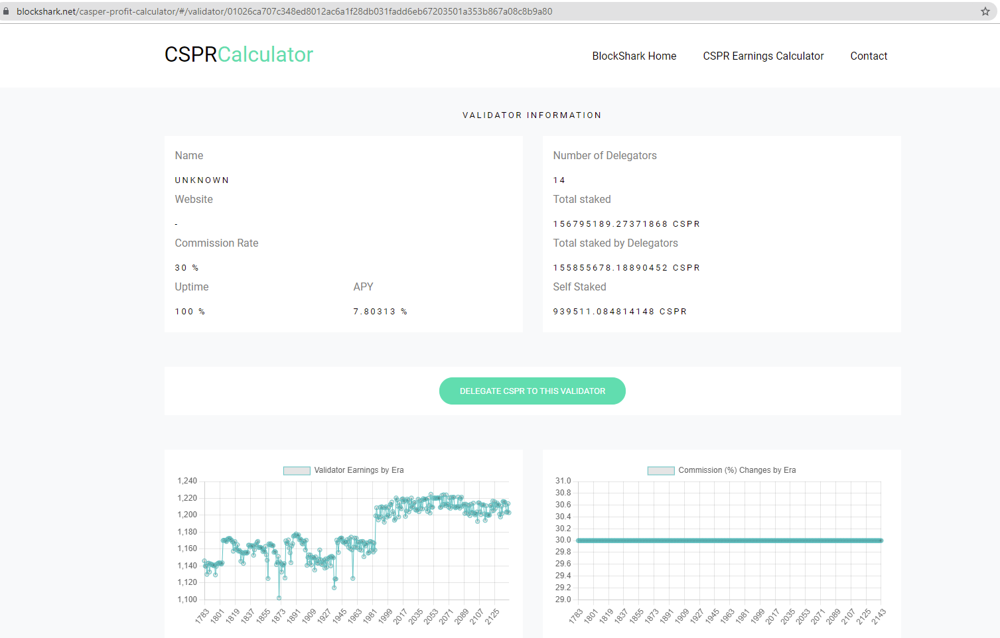 blockshark.net/casper-profit-calculator/#/validator/01026ca707c348ed8012ac6a1f28db031fadd6eb67203501a353b867a08c8b9a80
CSPRCalculator
BlockShark Home CSPR Earnings Calculator Contact
VALIDATOR INFORMATION
Name
UNKNOWN
Website
-
Commission Rate
30 %
Uptime APY
100 % 7.80313 %
Number of Delegators
14
Total staked
156795189.27371868 CSPR
Total staked by Delegators
155855678.18890452 CSPR
Self Staked
939511.084814148 CSPR
DELEGATE CSPR TO THIS VALIDATOR
Validator Earnings by Era
1,240
1,220
1,200
1,180
1,160
1,140
1,120
1,100
1783 1801 1819 1837 1855 1873 1891 1909 1927 1945 1963 1981 1999 2017 2035 2053 2071 2089 2107 2125
Commission (%) Changes by Era
31.0
30.8
30.6
30.4
30.2
30.0
29.8
29.6
29.4
29.2
29.0
1783 1801 1819 1837 1855 1873 1891 1909 1927 1945 1963 1981 1999 2017 2035 2053 2071 2089 2107 2125 2143